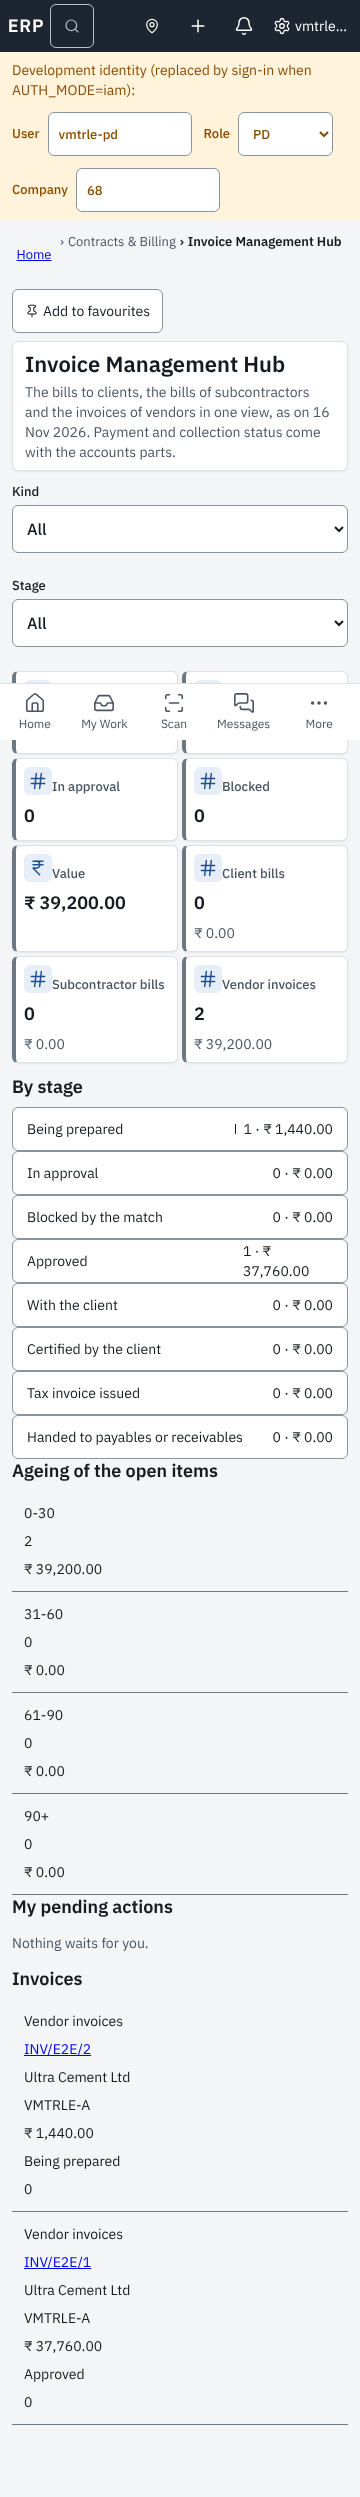 ERP
vmtrle...
Development identity (replaced by sign-in when
AUTH_MODE=iam):
User vmtrle-pd Role PD
Company 68
Home › Contracts & Billing › Invoice Management Hub
Add to favourites
Invoice Management Hub
The bills to clients, the bills of subcontractors
and the invoices of vendors in one view, as on 16
Nov 2026. Payment and collection status come
with the accounts parts.
Kind
All
Stage
All
Home My Work Scan Messages More
In approval
0
Blocked
0
Value
₹ 39,200.00
Client bills
0
₹ 0.00
Subcontractor bills
0
₹ 0.00
Vendor invoices
2
₹ 39,200.00
By stage
Being prepared 1 · ₹ 1,440.00
In approval 0 · ₹ 0.00
Blocked by the match 0 · ₹ 0.00
Approved 1 · ₹
37,760.00
With the client 0 · ₹ 0.00
Certified by the client 0 · ₹ 0.00
Tax invoice issued 0 · ₹ 0.00
Handed to payables or receivables 0 · ₹ 0.00
Ageing of the open items
0-30
2
₹ 39,200.00
31-60
0
₹ 0.00
61-90
0
₹ 0.00
90+
0
₹ 0.00
My pending actions
Nothing waits for you.
Invoices
Vendor invoices
INV/E2E/2
Ultra Cement Ltd
VMTRLE-A
₹ 1,440.00
Being prepared
0
Vendor invoices
INV/E2E/1
Ultra Cement Ltd
VMTRLE-A
₹ 37,760.00
Approved
0